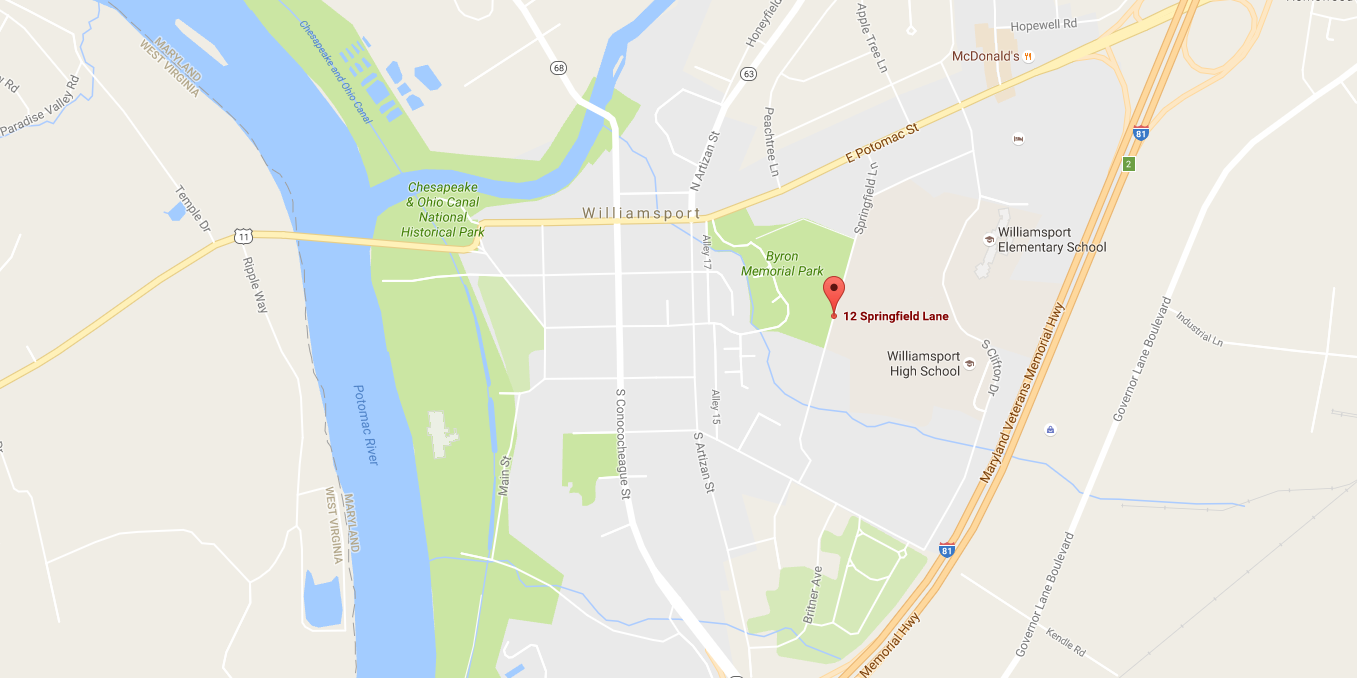 Hopewell Rd
McDonald's
Honeyfield
Apple Tree Ln
Chesapeake and Ohio Canal
MARYLAND
WEST VIRGINIA
68
63
Paradise Valley Rd
y Rd
Peachtree Ln
E Potomac St
81
2
N Artizan St
Springfield Ln
Temple Dr
Chesapeake
& Ohio Canal
National
Historical Park
Williamsport
11
Alley 17
Williamsport
Elementary School
Byron
Memorial Park
Ripple Way
12 Springfield Lane
Industrial Ln
Maryland Veterans Memorial Hwy
Governor Lane Boulevard
Williamsport
High School
S Clifton Dr
Potomac River
S Conococheague St
Alley 15
Main St
S Artizan St
MARYLAND
WEST VIRGINIA
81
Britner Ave
Governor Lane Boulevard
Memorial Hwy
Kendle Rd